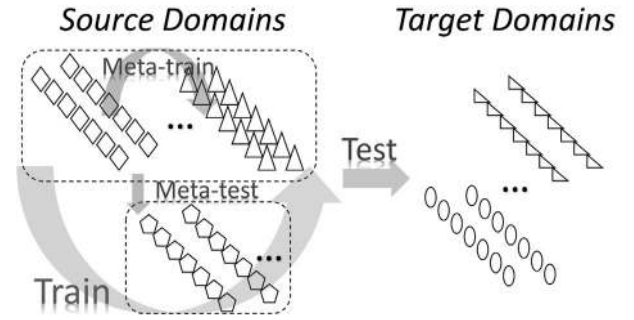 Source Domains
Target Domains
Meta-train
...
Test
Meta-test
...
...
Train